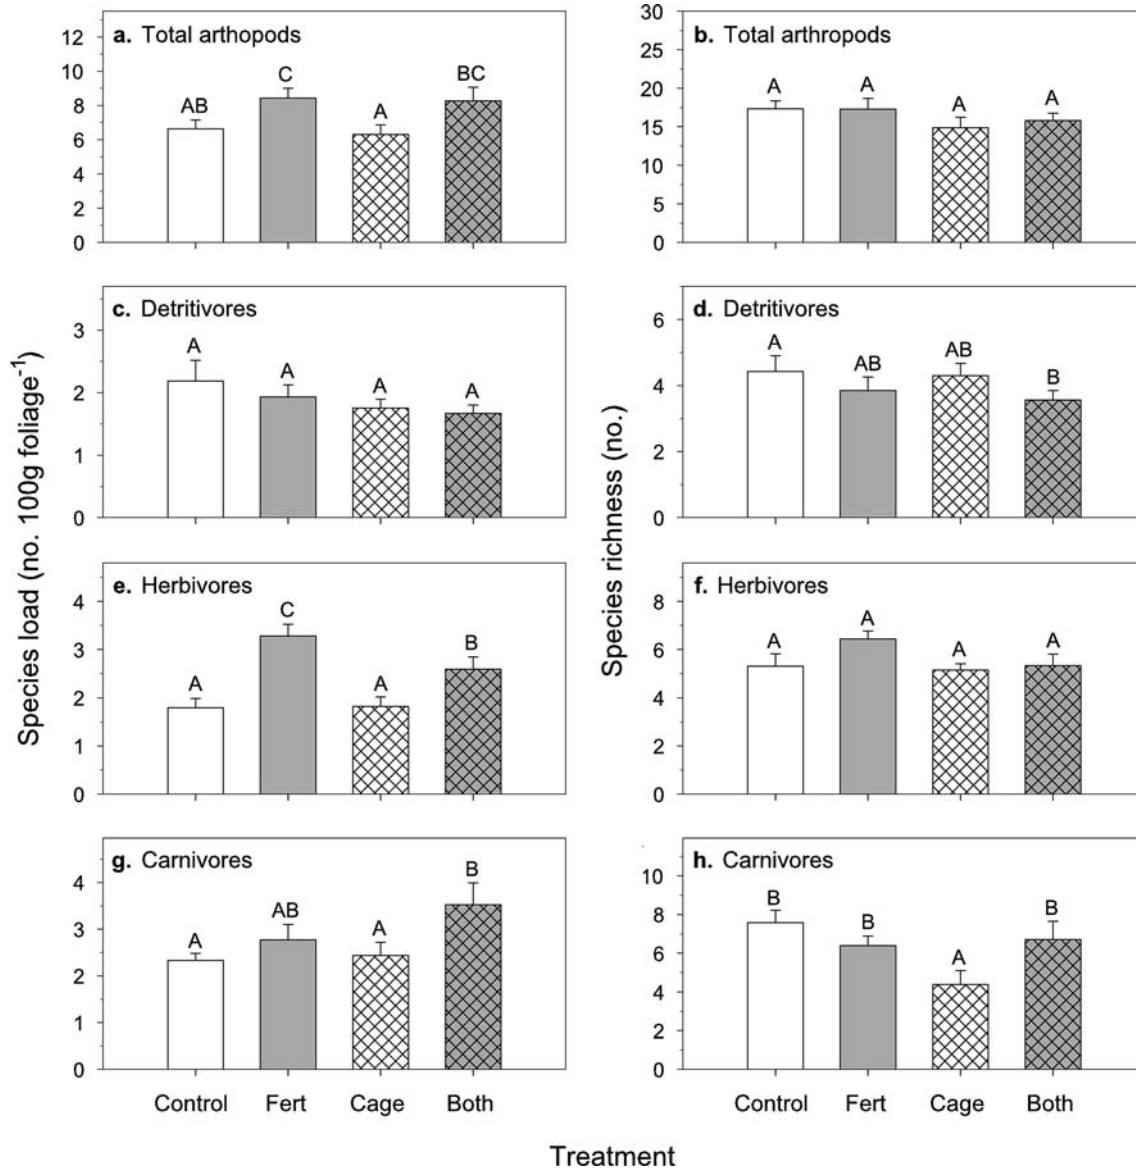 a. Total arthopods
12
10
8
6
4
2
0
AB
C
A
BC
b. Total arthropods
30
25
20
15
10
5
0
A
A
A
A
c. Detritivores
3
2
1
0
A
A
A
A
d. Detritivores
6
4
2
0
A
AB
AB
B
Species load (no. 100g foliage⁻¹)
Species richness (no.)
e. Herbivores
4
3
2
1
0
A
C
A
B
f. Herbivores
8
6
4
2
0
A
A
A
A
g. Carnivores
4
3
2
1
0
A
AB
A
B
h. Carnivores
10
8
6
4
2
0
B
B
A
B
Control Fert Cage Both
Control Fert Cage Both
Treatment